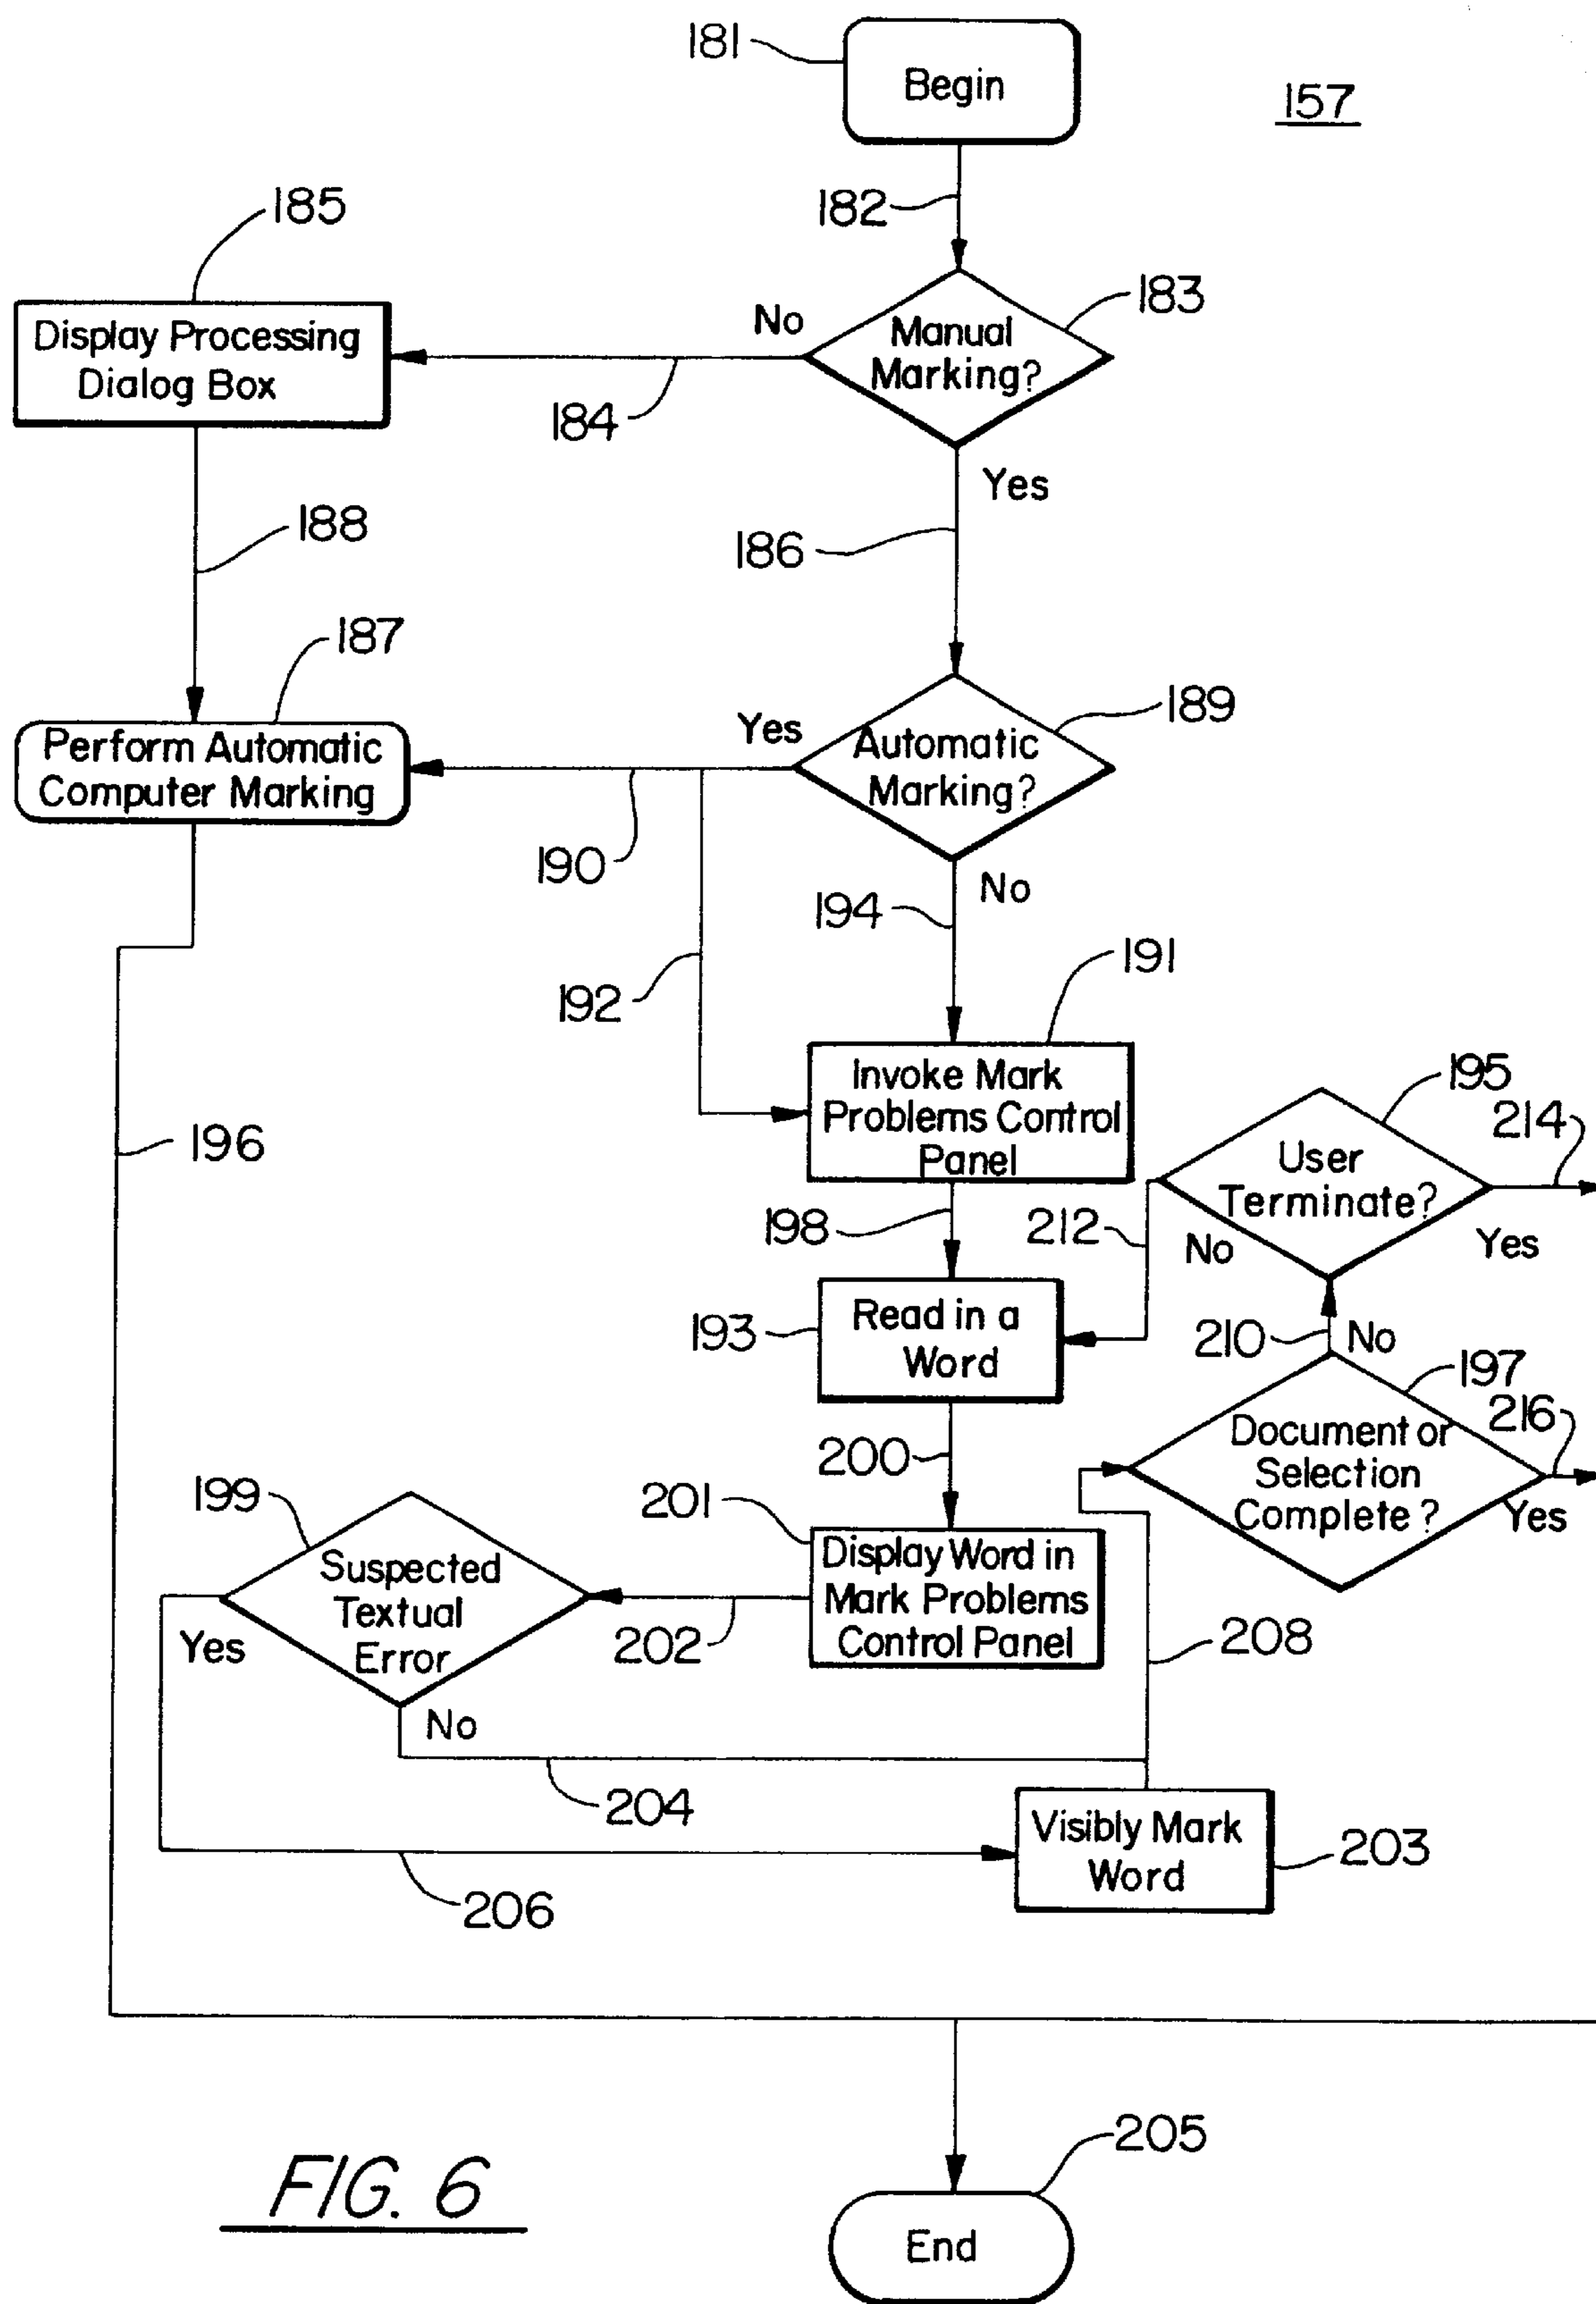 181
Begin
157
182
185
183
No
Manual
Marking?
Display Processing
Dialog Box
184
Yes
188
186
187
189
Yes
Automatic
Marking?
Perform Automatic
Computer Marking
190
No
194
191
192
Invoke Mark
Problems Control
Panel
195
214
196
User
Terminate?
198
212
No
Yes
193
Read in a
Word
210
No
197
216
200
Document or
Selection
Complete?
Yes
199
201
Suspected
Textual
Error
Display Word in
Mark Problems
Control Panel
Yes
202
208
No
204
Visibly Mark
Word
203
206
205
FIG. 6
End